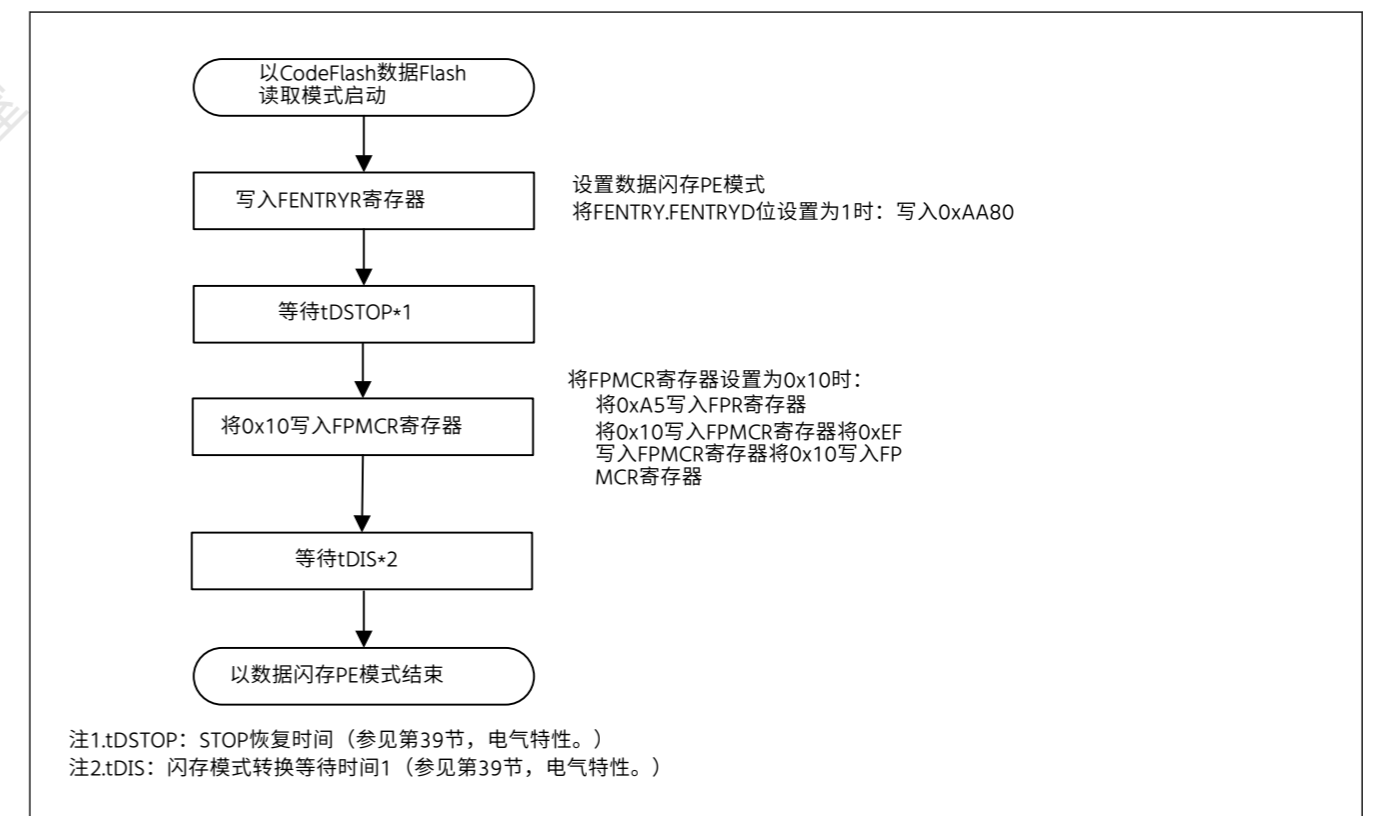 以CodeFlash数据Flash
读取模式启动
写入FENTRYR寄存器
设置数据闪存PE模式
将FENTRY.FENTRYD位设置为1时：写入0xAA80
等待tDSTOP*1
将0x10写入FPMCR寄存器
将FPMCR寄存器设置为0x10时：
将0xA5写入FPR寄存器
将0x10写入FPMCR寄存器将0xEF
写入FPMCR寄存器将0x10写入FP
MCR寄存器
等待tDIS*2
以数据闪存PE模式结束
注1.tDSTOP：STOP恢复时间（参见第39节，电气特性。）
注2.tDIS：闪存模式转换等待时间1（参见第39节，电气特性。）